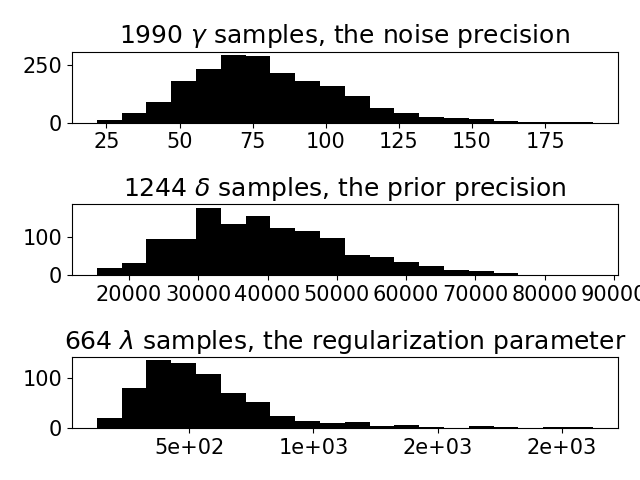 1990 γ samples, the noise precision
250
0
25 50 75 100 125 150 175
1244 δ samples, the prior precision
100
0
20000 30000 40000 50000 60000 70000 80000 90000
664 λ samples, the regularization parameter
100
0
5e+02 1e+03 2e+03 2e+03